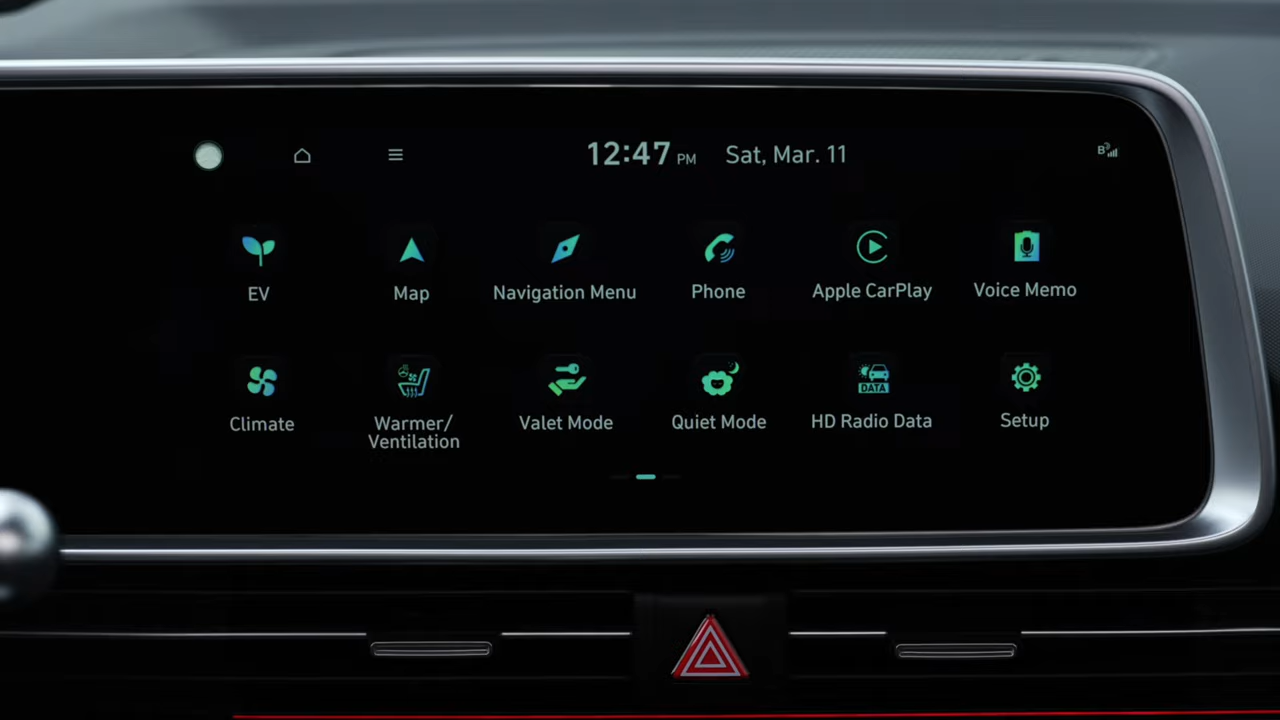 12:47 PM Sat, Mar. 11
EV Map Navigation Menu Phone Apple CarPlay Voice Memo
DATA
Climate Warmer/ Valet Mode Quiet Mode HD Radio Data Setup
Ventilation